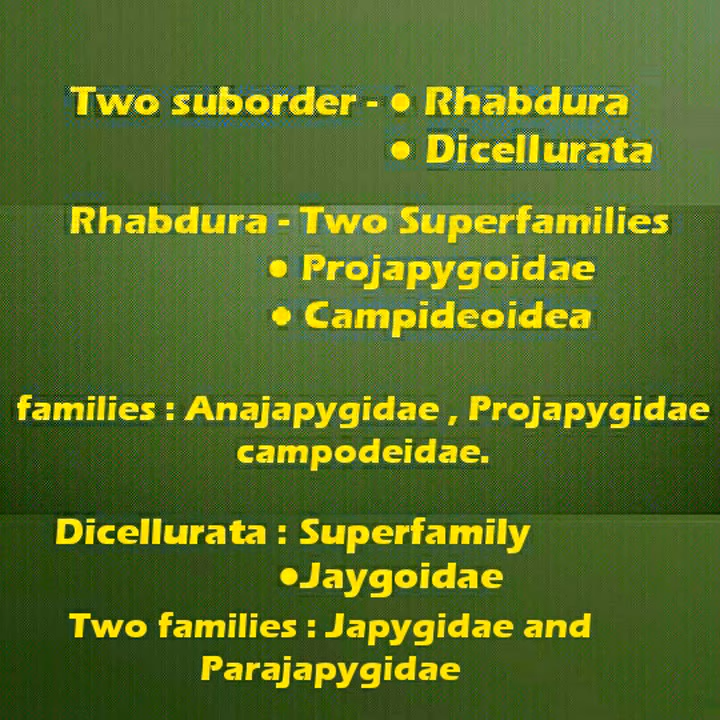 Two suborder - • Rhabdura
• Dicellurata
Rhabdura - Two Superfamilies
• Projapygoidae
• Campideoidea
families : Anajapygidae , Projapygidae
campodeidae.
Dicellurata : Superfamily
•Jaygoidae
Two families : Japygidae and
Parajapygidae